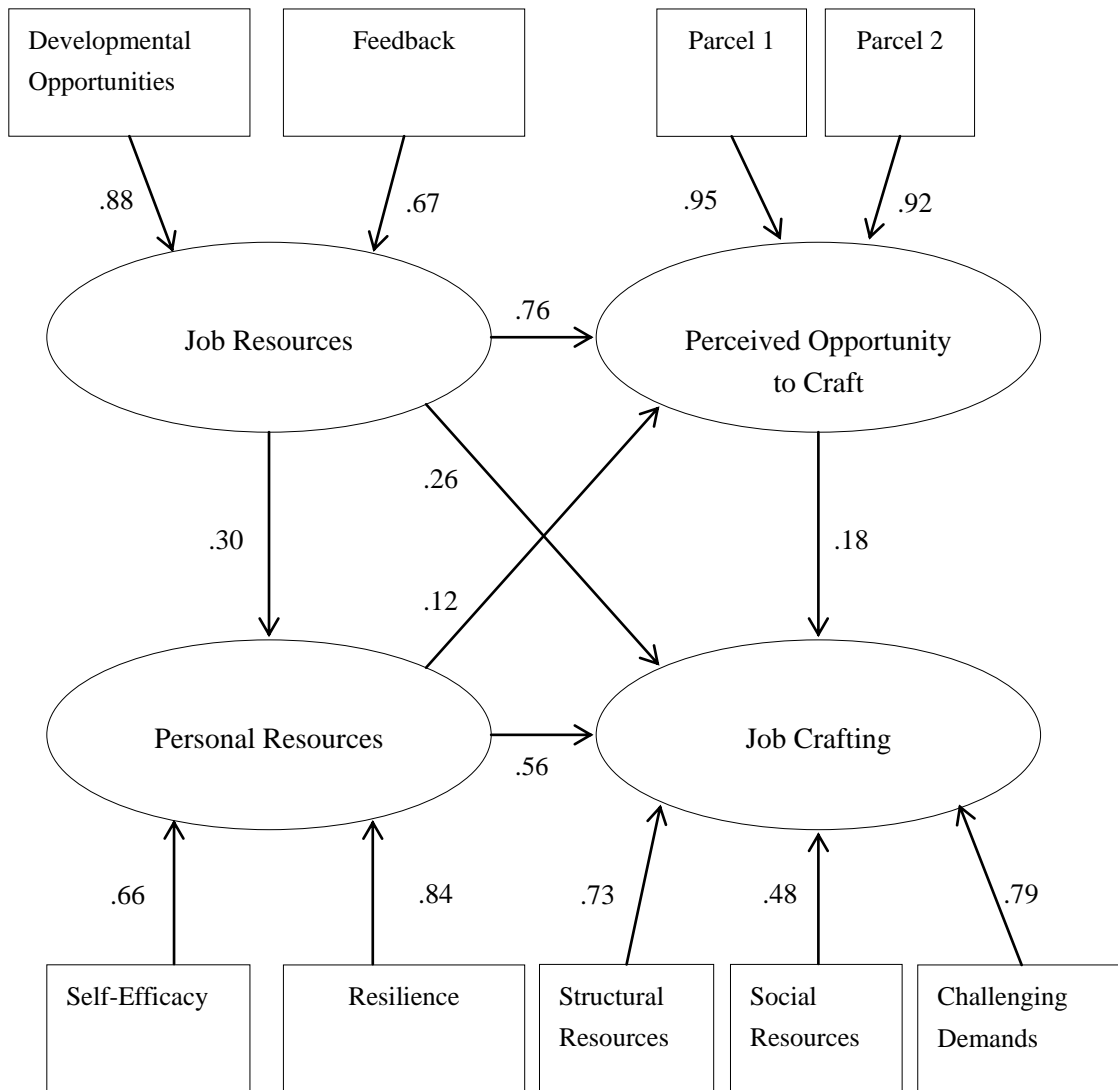 Developmental
Opportunities
Feedback
Parcel 1
Parcel 2
.88
.67
.95
.92
Job Resources
.76
Perceived Opportunity
to Craft
.26
.30
.18
.12
Personal Resources
.56
Job Crafting
.66
.84
.73
.48
.79
Self-Efficacy
Resilience
Structural
Resources
Social
Resources
Challenging
Demands